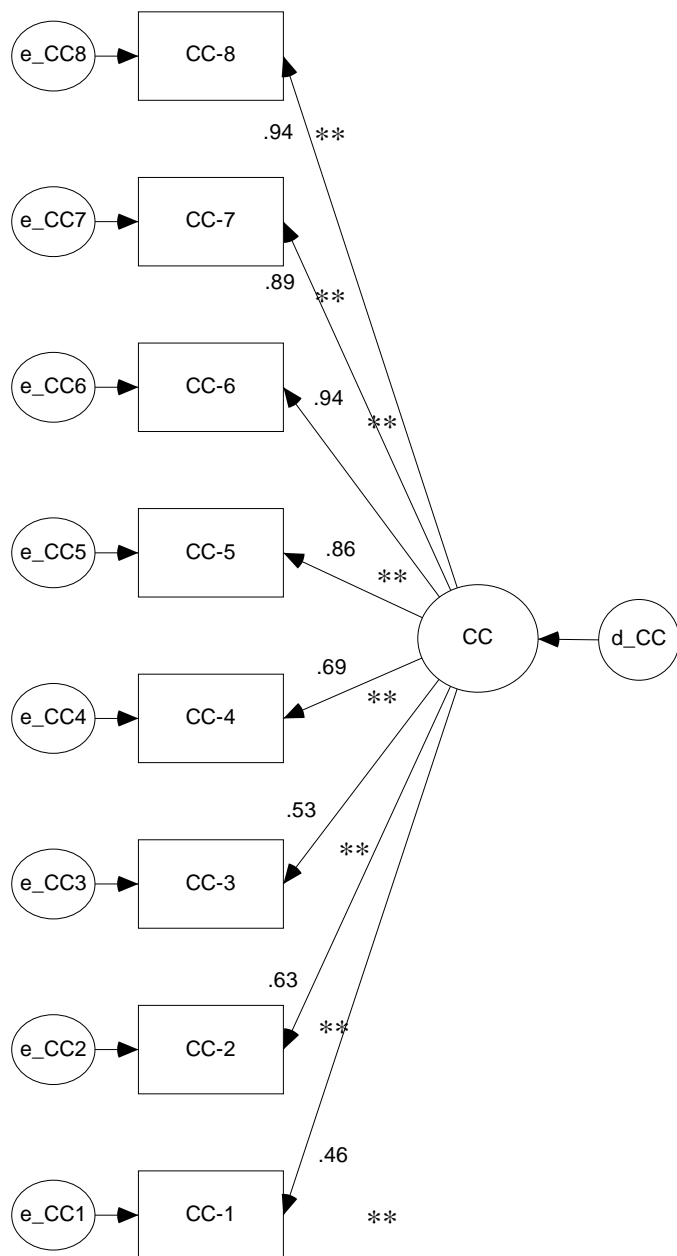 e_CC8 CC-8
.94 **
e_CC7 CC-7
.89 **
e_CC6 CC-6 .94
**
e_CC5 CC-5 .86
**
CC d_CC
.69
**
e_CC4 CC-4
.53
**
e_CC3 CC-3
.63
**
e_CC2 CC-2
.46
e_CC1 CC-1 **